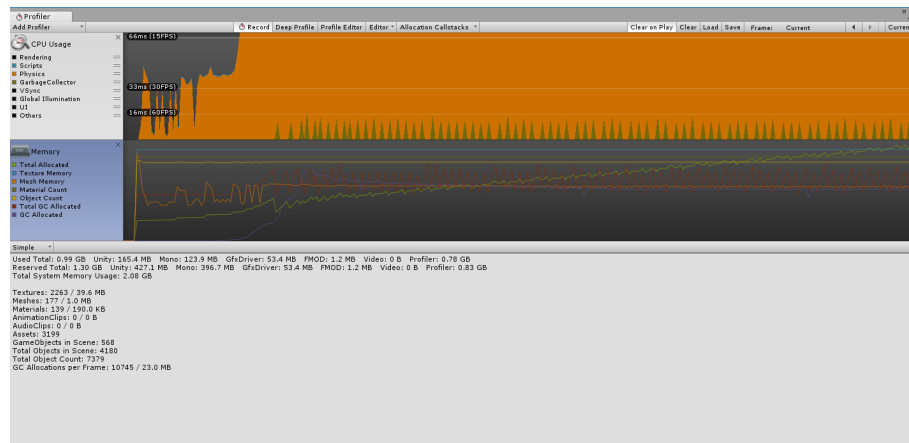 Profiler
Add Profiler Record Deep Profile Profile Editor Editor Allocation Callstacks Clear on Play Clear Load Save Frame: Current Curren
CPU Usage
Rendering
Scripts
Physics
GarbageCollector
VSync
Global Illumination
UI
Others
66ms (15FPS)
33ms (30FPS)
16ms (60FPS)
Memory
Total Allocated
Texture Memory
Mesh Memory
Material Count
Object Count
Total GC Allocated
GC Allocated
Simple
Used Total: 0.99 GB Unity: 165.4 MB Mono: 123.9 MB GfxDriver: 53.4 MB FMOD: 1.2 MB Video: 0 B Profiler: 0.78 GB
Reserved Total: 1.30 GB Unity: 427.1 MB Mono: 396.7 MB GfxDriver: 53.4 MB FMOD: 1.2 MB Video: 0 B Profiler: 0.83 GB
Total System Memory Usage: 2.08 GB
Textures: 2263 / 39.6 MB
Meshes: 177 / 1.0 MB
Materials: 139 / 190.0 KB
AnimationClips: 0 / 0 B
AudioClips: 0 / 0 B
Assets: 3199
GameObjects in Scene: 568
Total Objects in Scene: 4180
Total Object Count: 7379
GC Allocations per Frame: 10745 / 23.0 MB